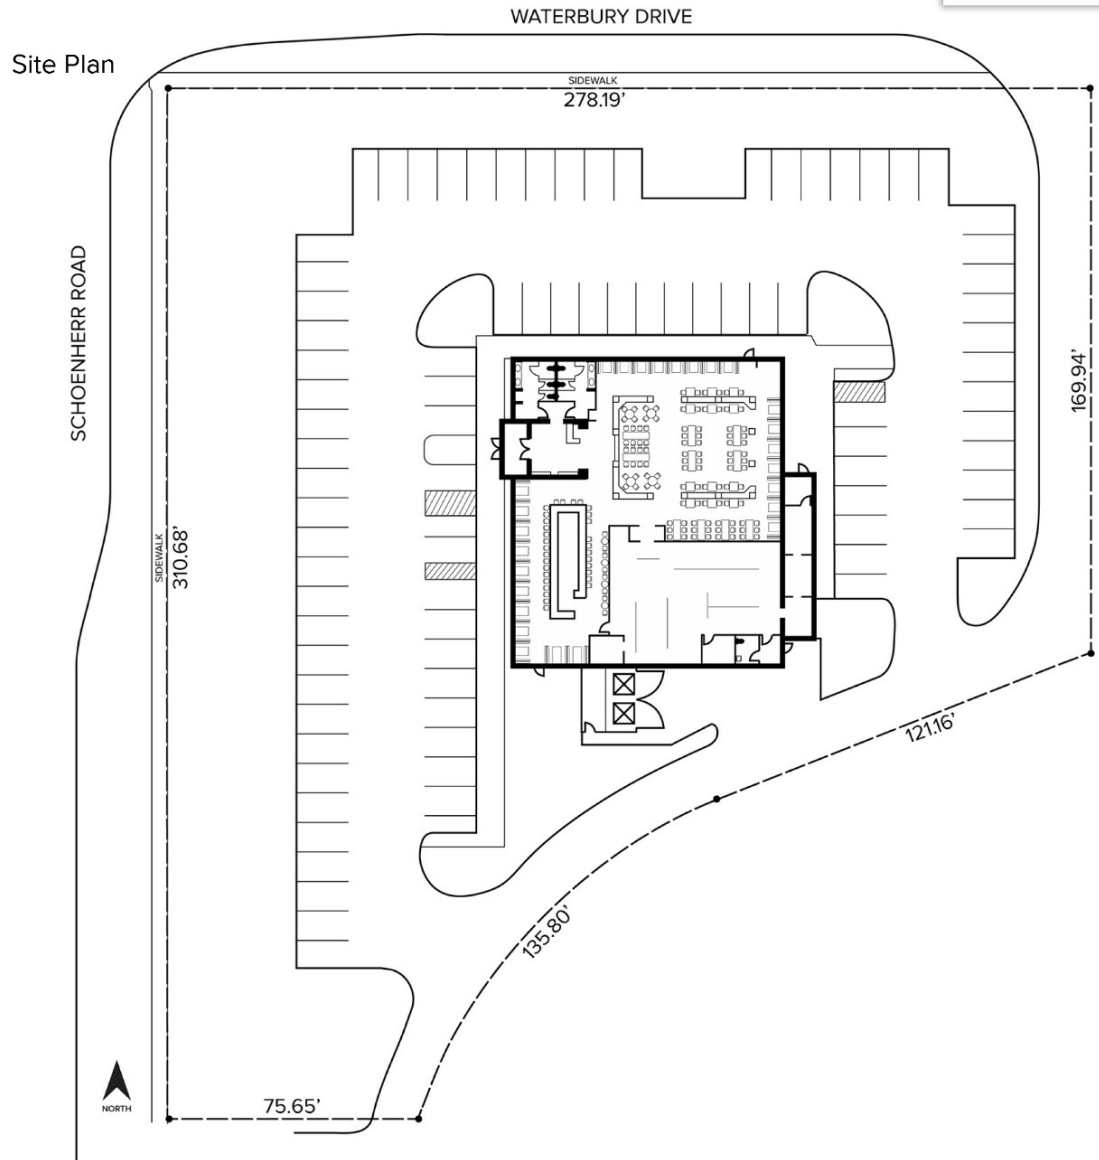 WATERBURY DRIVE
Site Plan
SIDEWALK
278.19’
SCHOENHERR ROAD
169.94’
SIDEWALK
310.68’
121.16’
135.80’
75.65’
NORTH